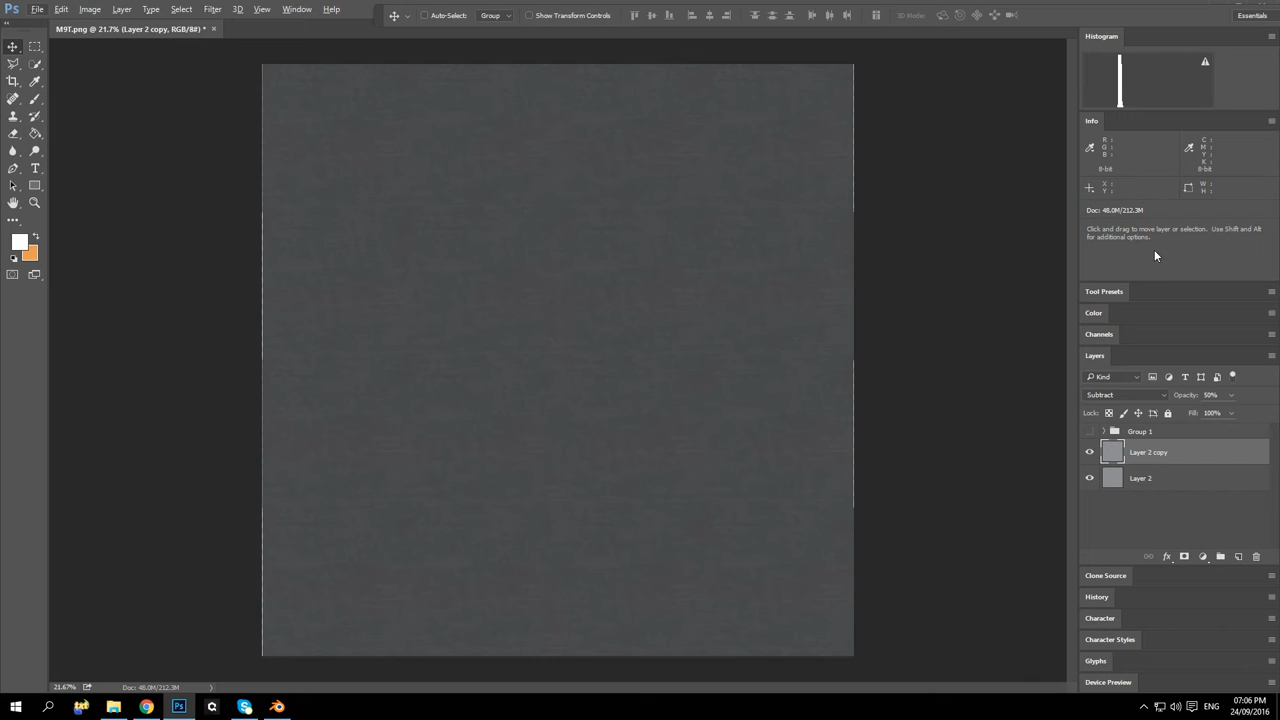 Ps File Edit Image Layer Type Select Filter 3D View Window Help
Auto-Select: Group Show Transform Controls 3D Mode: Essentials
M9T.png @ 21.7% (Layer 2 copy, RGB/8#) * ×
Histogram
Info
R : C :
G : M :
B : Y :
K :
8-bit 8-bit
X : W :
Y : H :
Doc: 48.0M/212.3M
Click and drag to move layer or selection. Use Shift and Alt
for additional options.
Tool Presets
Color
Channels
Layers
Kind
Subtract Opacity: 50%
Lock: Fill: 100%
Group 1
Layer 2 copy
Layer 2
fx
Clone Source
History
Character
Character Styles
Glyphs
Device Preview
21.67% Doc: 48.0M/212.3M
Ps ENG 07:06 PM
24/09/2016